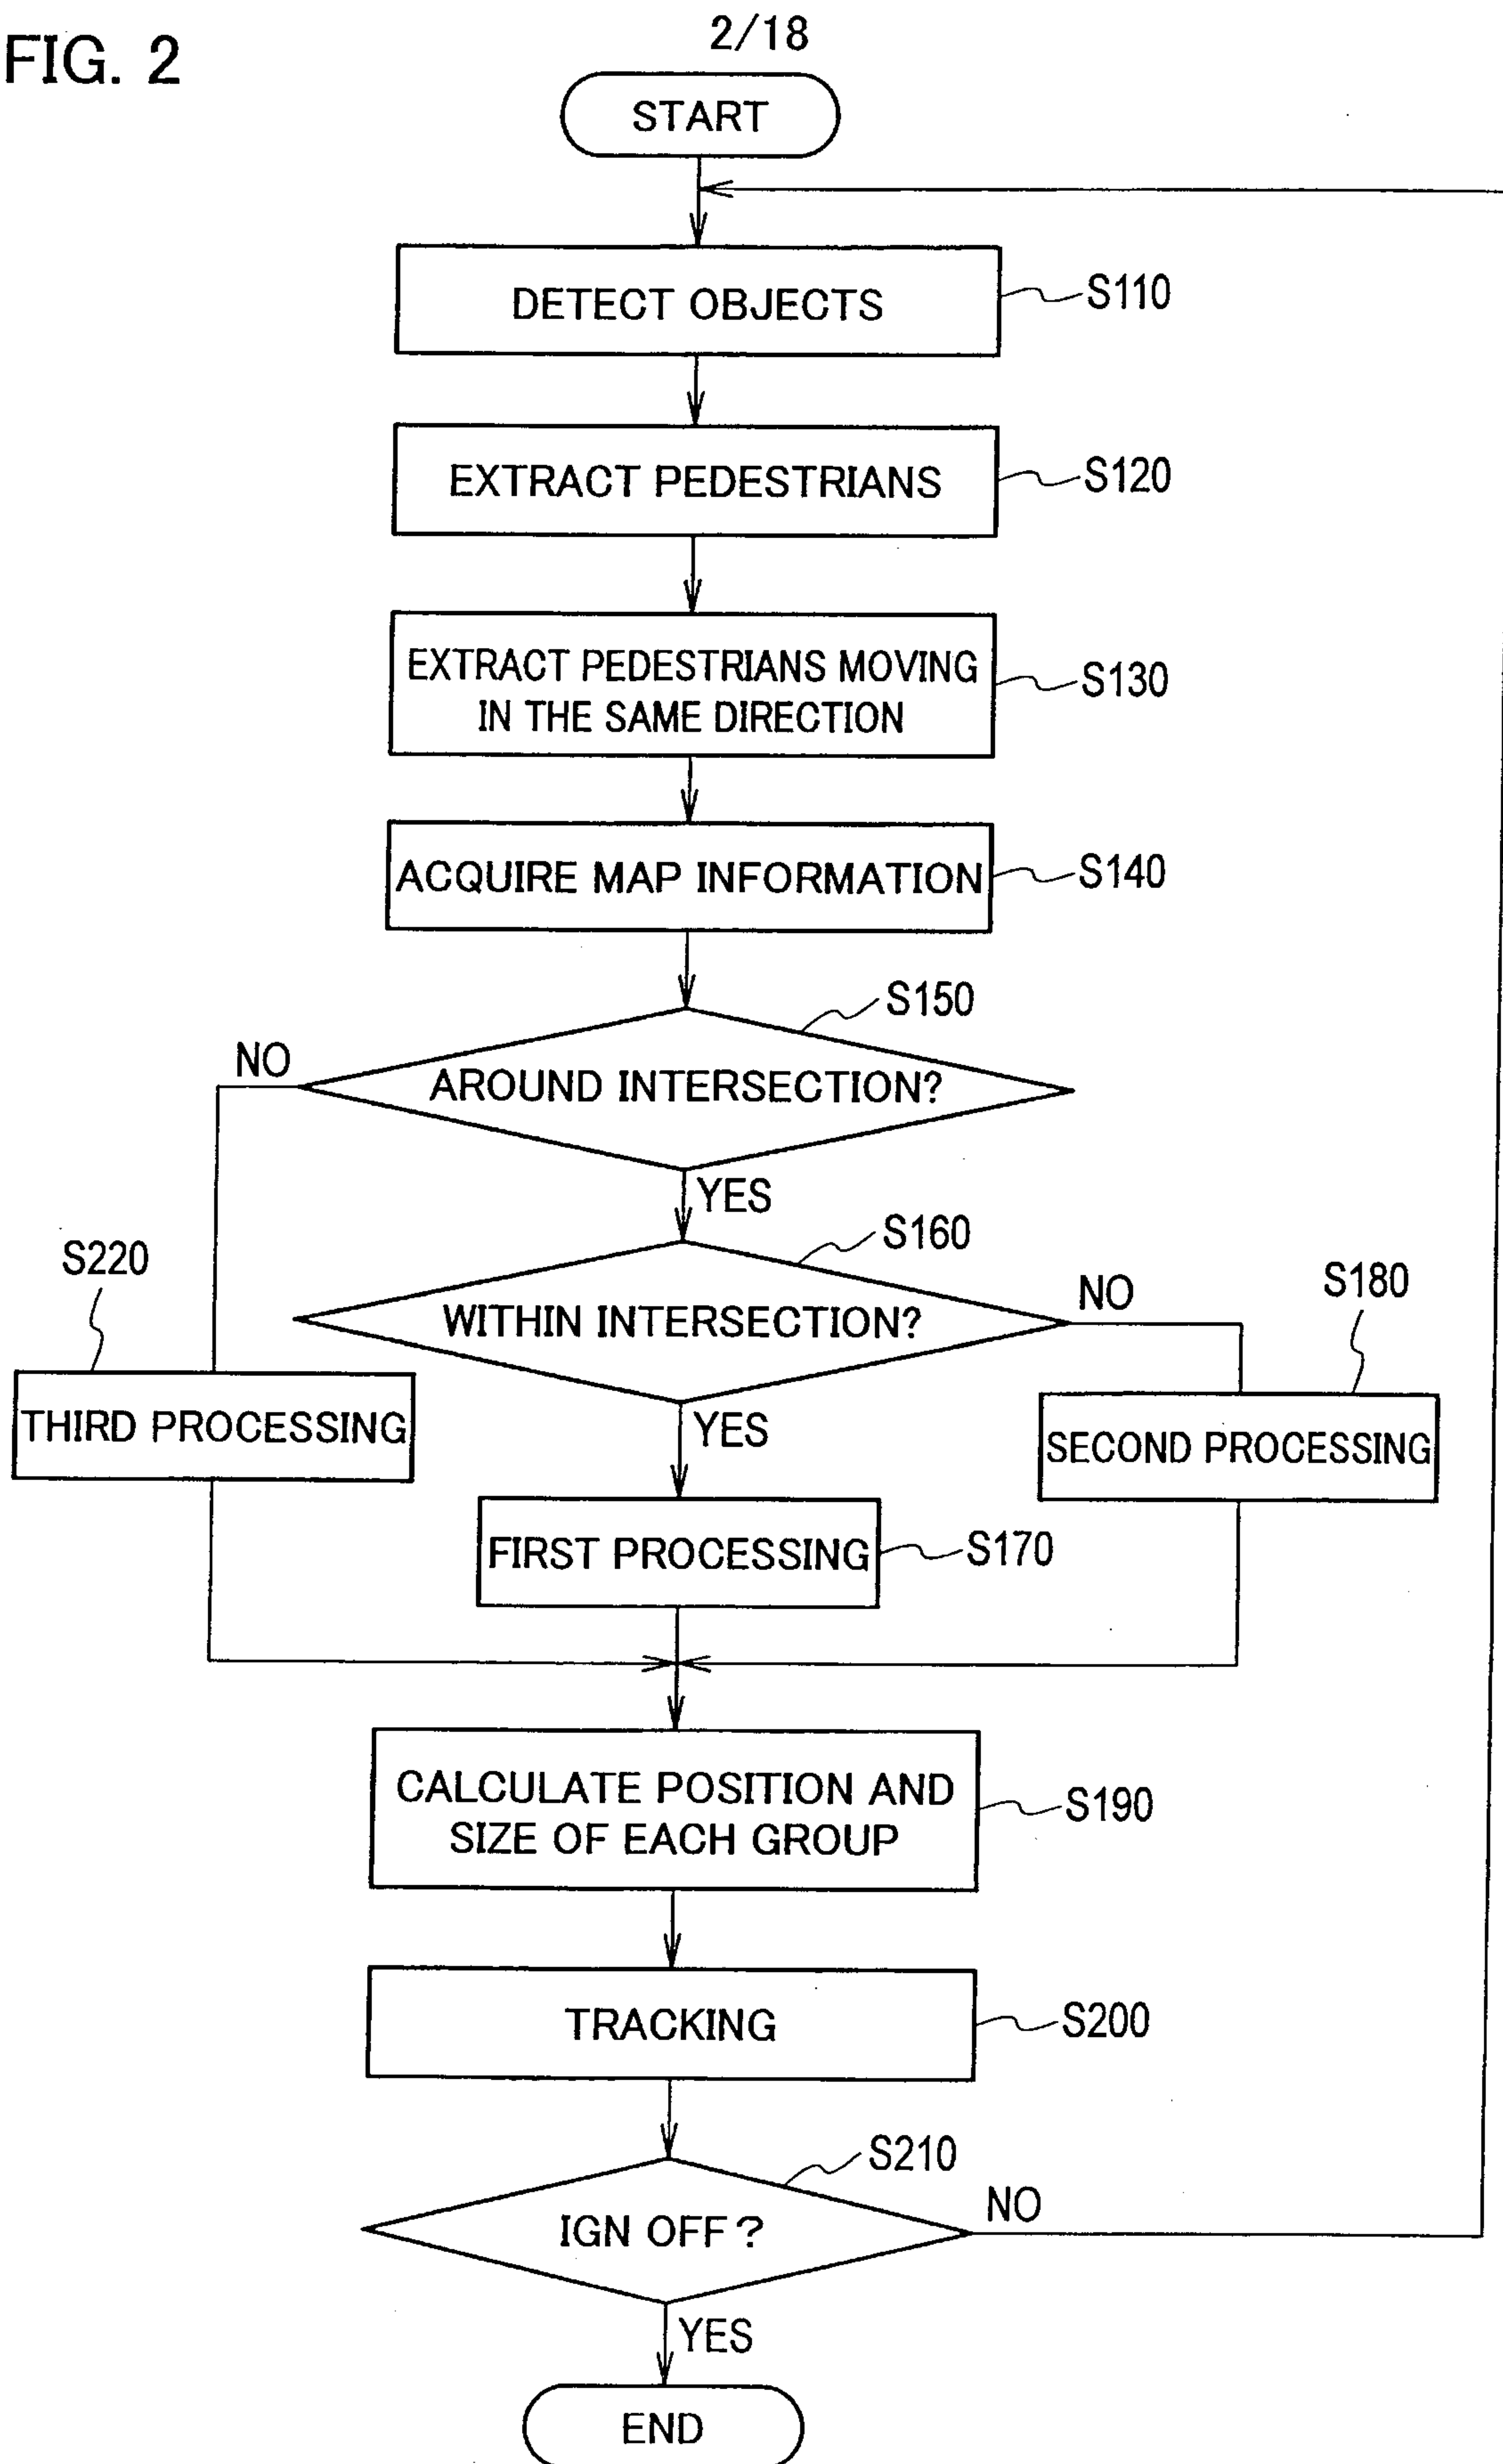 FIG. 2
2/18
START
DETECT OBJECTS
S110
EXTRACT PEDESTRIANS
S120
EXTRACT PEDESTRIANS MOVING
IN THE SAME DIRECTION
S130
ACQUIRE MAP INFORMATION
S140
S150
NO
AROUND INTERSECTION?
YES
S160
S220
WITHIN INTERSECTION?
NO
S180
THIRD PROCESSING
YES
SECOND PROCESSING
FIRST PROCESSING
S170
CALCULATE POSITION AND
SIZE OF EACH GROUP
S190
TRACKING
S200
S210
IGN OFF?
NO
YES
END